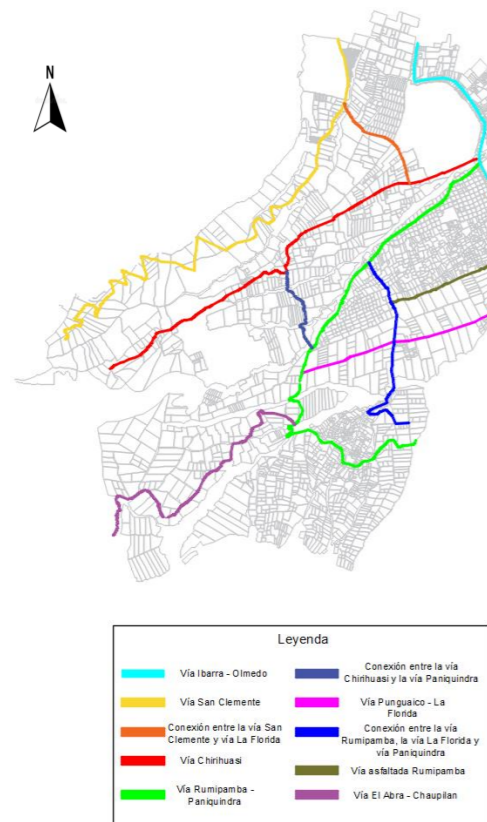 N
Leyenda
Vía Ibarra - Olmedo
Vía San Clemente
Conexión entre la vía San
Clemente y vía La Florida
Vía Chirihuasi
Vía Rumipamba -
Paniquindra
Conexión entre la vía
Chirihuasi y la vía Paniquindra
Vía Punguaico - La
Florida
Conexión entre la vía
Rumipamba, la vía La Florida y
vía Paniquindra
Vía asfaltada Rumipamba
Vía El Abra - Chaupilan